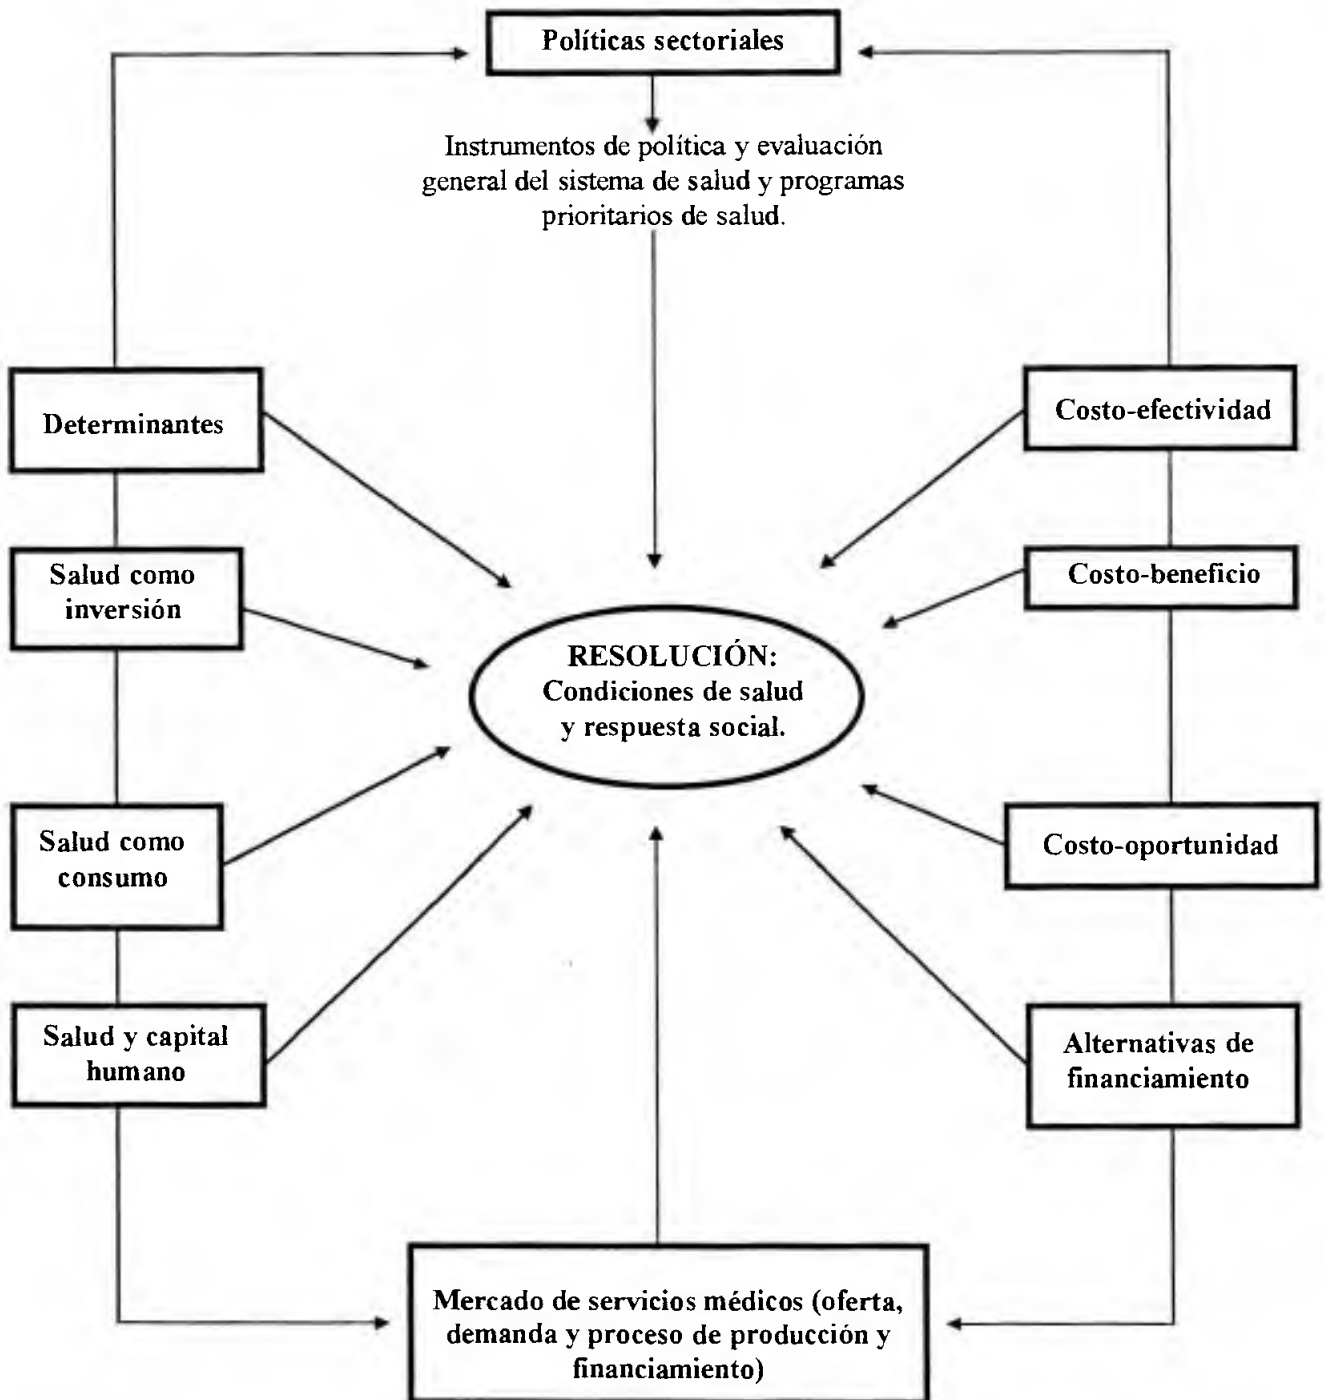 Políticas sectoriales
Instrumentos de política y evaluación
general del sistema de salud y programas
prioritarios de salud.
Determinantes
Costo-efectividad
Salud como
inversión
Costo-beneficio
RESOLUCIÓN:
Condiciones de salud
y respuesta social.
Salud como
consumo
Costo-oportunidad
Salud y capital
humano
Alternativas de
financiamiento
Mercado de servicios médicos (oferta,
demanda y proceso de producción y
financiamiento)